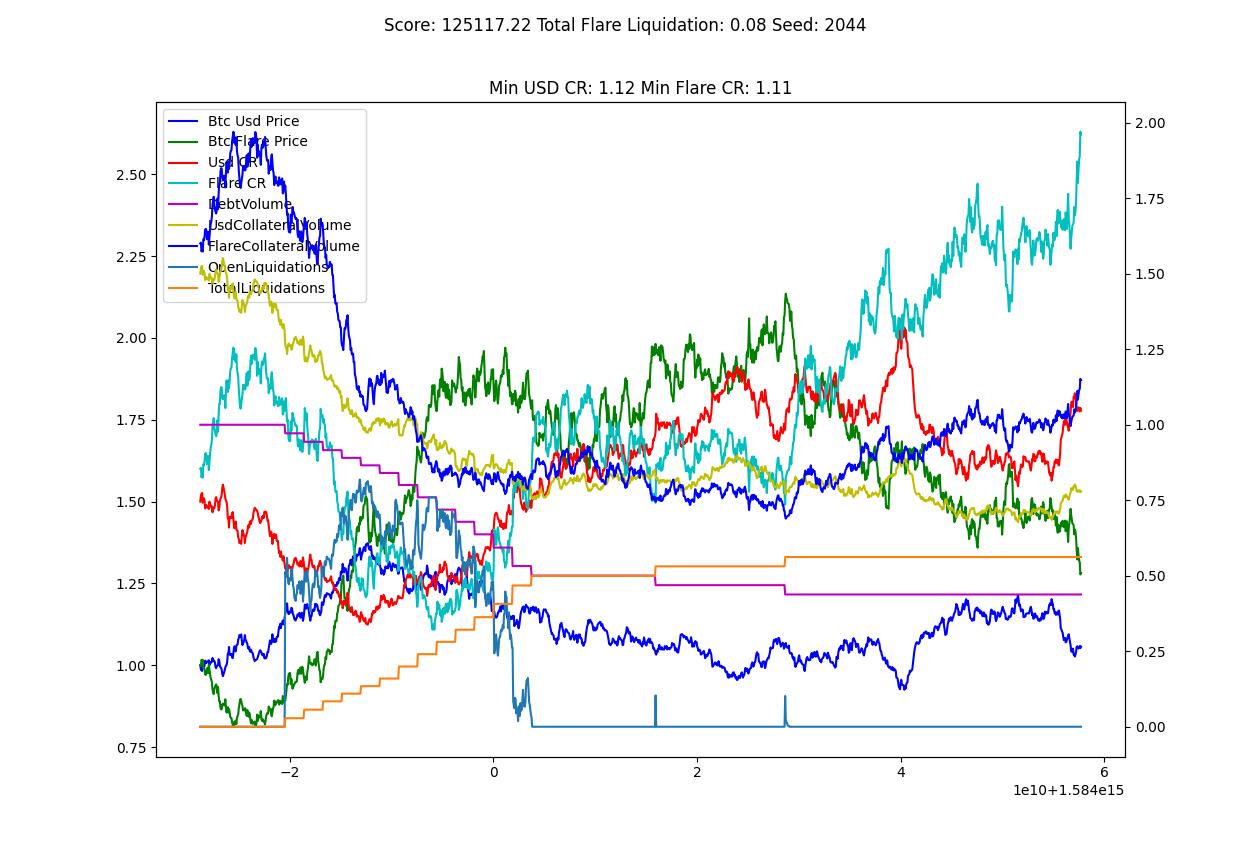 Score: 125117.22 Total Flare Liquidation: 0.08 Seed: 2044
Min USD CR: 1.12 Min Flare CR: 1.11
Btc Usd Price
Btc Flare Price
Usd CR
Flare CR
DebtVolume
UsdCollateralVolume
FlareCollateralVolume
OpenLiquidations
TotalLiquidations
2.50
2.25
2.00
1.75
1.50
1.25
1.00
0.75
2.00
1.75
1.50
1.25
1.00
0.75
0.50
0.25
0.00
−2 0 2 4 6
1e10+1.584e15